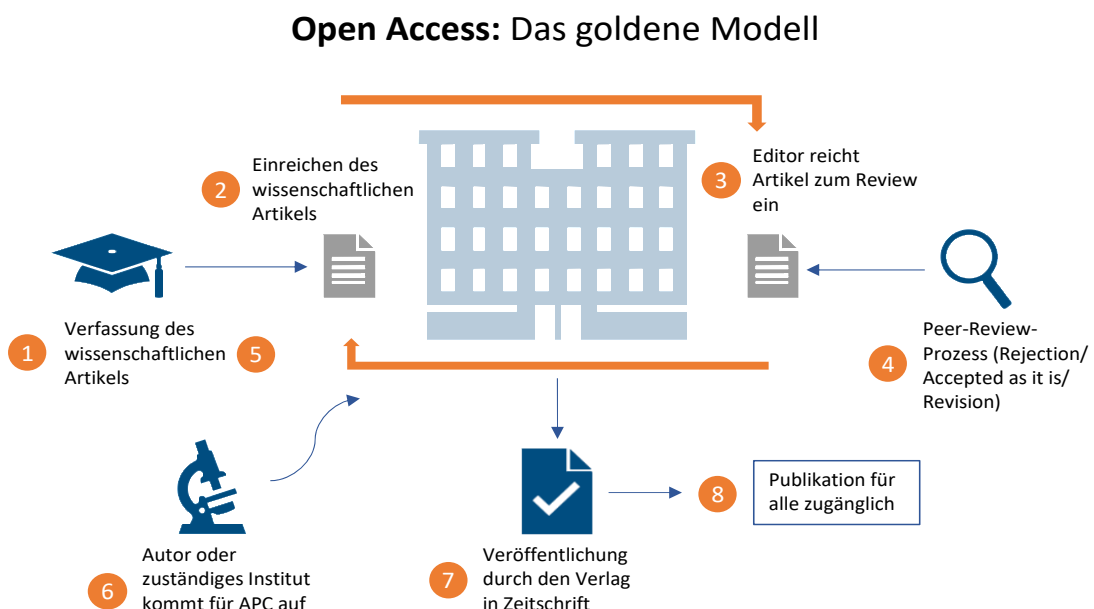 Open Access: Das goldene Modell
2
Einreichen des
wissenschaftlichen
Artikels
3
Editor reicht
Artikel zum Review
ein
1
Verfassung des
wissenschaftlichen
Artikels
5
4
Peer-Review-
Prozess (Rejection/
Accepted as it is/
Revision)
6
Autor oder
zuständiges Institut
kommt für APC auf
7
Veröffentlichung
durch den Verlag
in Zeitschrift
8
Publikation für
alle zugänglich